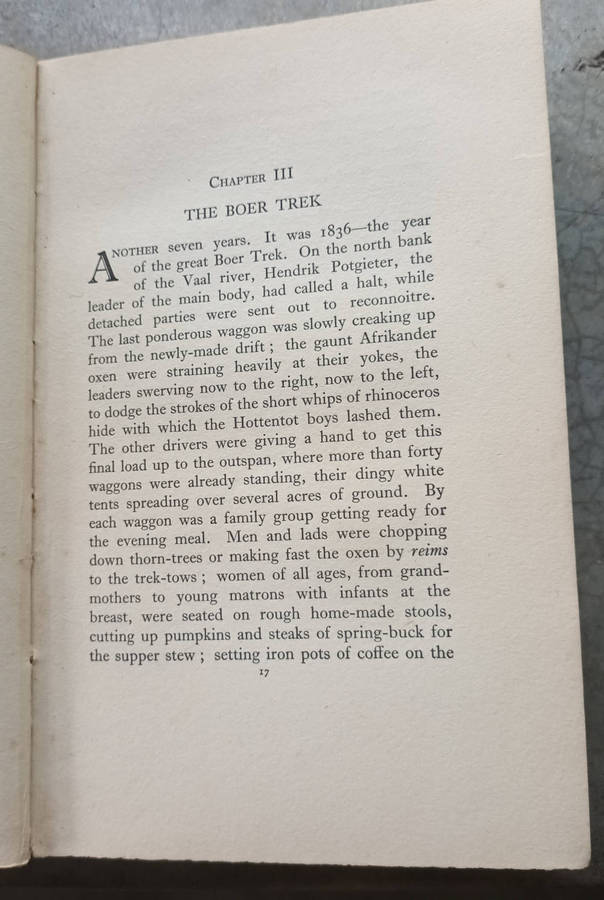 CHAPTER III
THE BOER TREK
ANOTHER seven years. It was 1836—the year
of the great Boer Trek. On the north bank
of the Vaal river, Hendrik Potgieter, the
leader of the main body, had called a halt, while
detached parties were sent out to reconnoitre.
The last ponderous waggon was slowly creaking up
from the newly-made drift ; the gaunt Afrikander
oxen were straining heavily at their yokes, the
leaders swerving now to the right, now to the left,
to dodge the strokes of the short whips of rhinoceros
hide with which the Hottentot boys lashed them.
The other drivers were giving a hand to get this
final load up to the outspan, where more than forty
waggons were already standing, their dingy white
tents spreading over several acres of ground. By
each waggon was a family group getting ready for
the evening meal. Men and lads were chopping
down thorn-trees or making fast the oxen by reims
to the trek-tows ; women of all ages, from grand-
mothers to young matrons with infants at the
breast, were seated on rough home-made stools,
cutting up pumpkins and steaks of spring-buck for
the supper stew ; setting iron pots of coffee on the
17